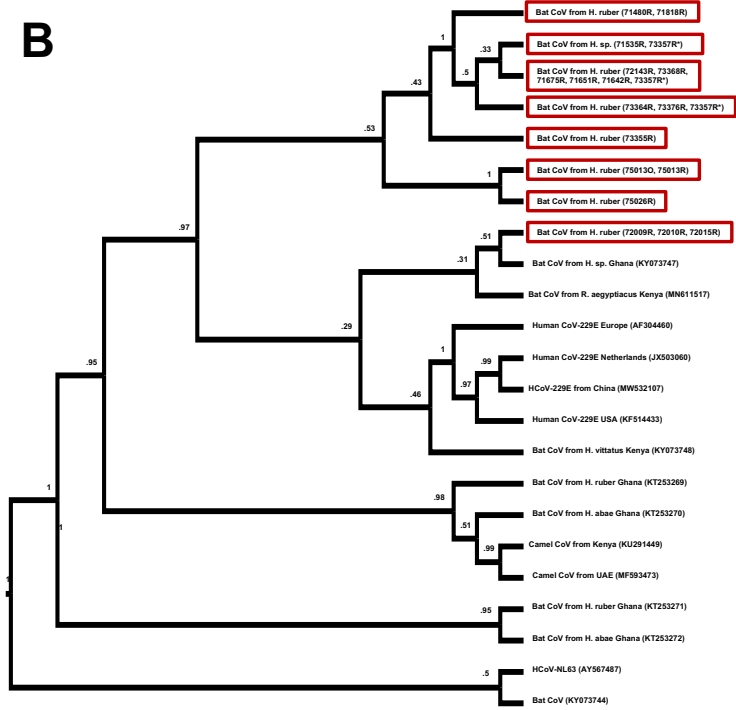 B
Bat CoV from H. ruber (71480R, 71818R)
1
.33
Bat CoV from H. sp. (71535R, 73357R*)
.5
Bat CoV from H. ruber (72143R, 73368R,
71675R, 71651R, 71642R, 73357R*)
.43
Bat CoV from H. ruber (73364R, 73376R, 73357R*)
.53
Bat CoV from H. ruber (73355R)
1
Bat CoV from H. ruber (75013O, 75013R)
Bat CoV from H. ruber (75026R)
.97
.51
Bat CoV from H. ruber (72009R, 72010R, 72015R)
.31
Bat CoV from H. sp. Ghana (KY073747)
Bat CoV from R. aegyptiacus Kenya (MN611517)
.29
Human CoV-229E Europe (AF304460)
1
.99
Human CoV-229E Netherlands (JX503060)
.95
.97
HCoV-229E from China (MW532107)
.46
Human CoV-229E USA (KF514433)
Bat CoV from H. vittatus Kenya (KY073748)
1
.98
Bat CoV from H. ruber Ghana (KT253269)
.51
Bat CoV from H. abae Ghana (KT253270)
1
.99
Camel CoV from Kenya (KU291449)
1
Camel CoV from UAE (MF593473)
.95
Bat CoV from H. ruber Ghana (KT253271)
Bat CoV from H. abae Ghana (KT253272)
.5
HCoV-NL63 (AY567487)
Bat CoV (KY073744)